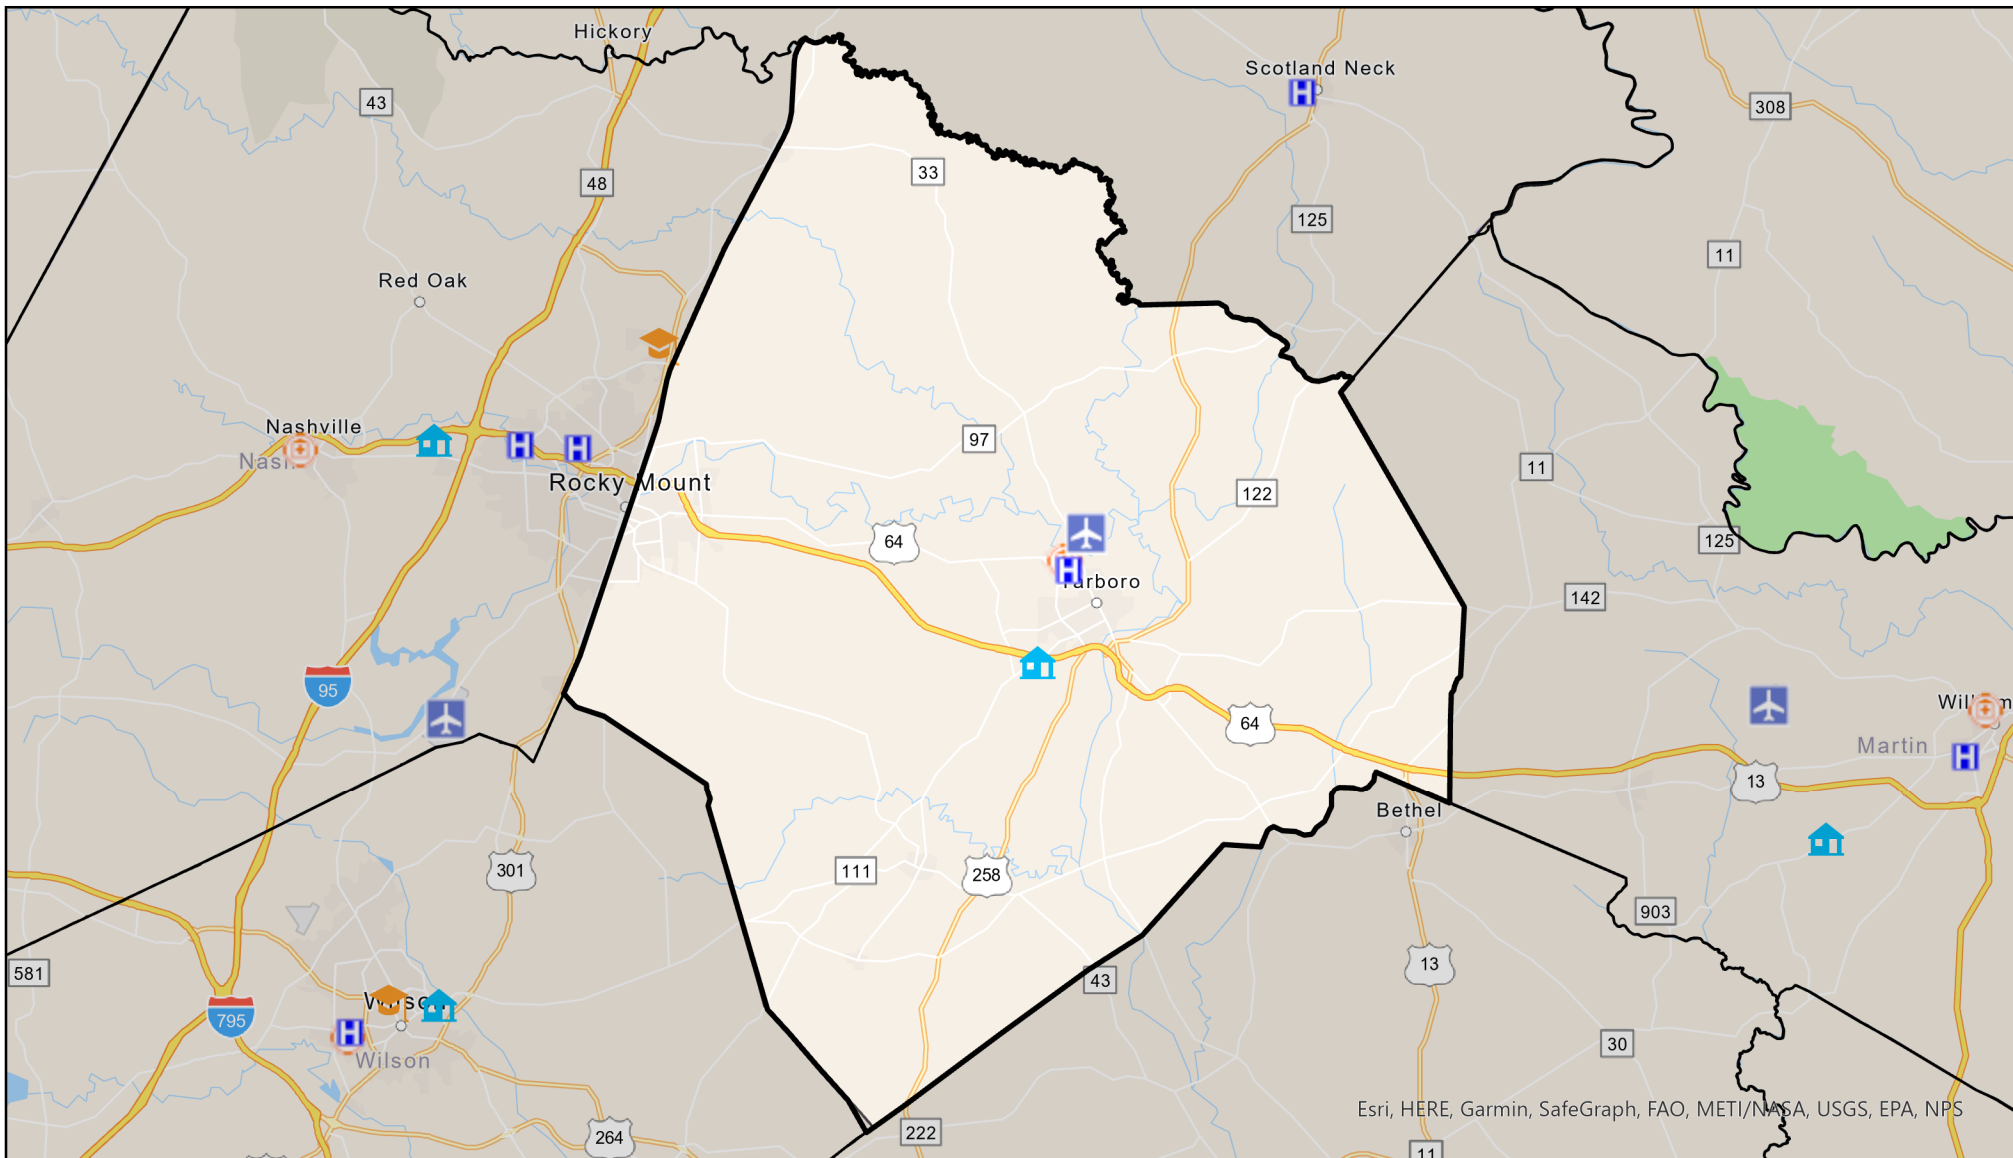 Hickory
Scotland Neck
43
308
33
48
125
11
Red Oak
Nashville
97
11
Rocky Mount
122
64
125
Tarboro
142
95
64
Martin
13
Bethel
301
111
258
903
43
13
581
Wilson
795
30
Wilson
Esri, HERE, Garmin, SafeGraph, FAO, METI/NASA, USGS, EPA, NPS
222
264
11